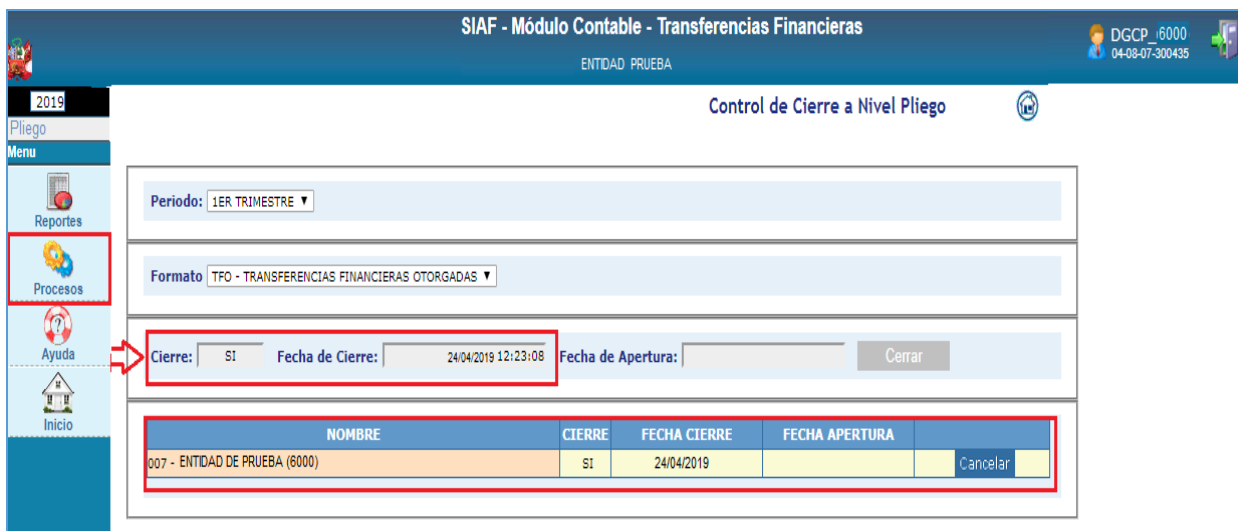 SIAF - Módulo Contable - Transferencias Financieras
ENTIDAD PRUEBA
DGCP_6000
04-08-07-300435
2019
Pliego
Menu
Reportes
Procesos
Ayuda
Inicio
Control de Cierre a Nivel Pliego
Periodo: 1ER TRIMESTRE
Formato TFO - TRANSFERENCIAS FINANCIERAS OTORGADAS
Cierre: SI Fecha de Cierre: 24/04/2019 12:23:08 Fecha de Apertura: Cerrar
NOMBRE CIERRE FECHA CIERRE FECHA APERTURA
007 - ENTIDAD DE PRUEBA (6000) SI 24/04/2019 Cancelar